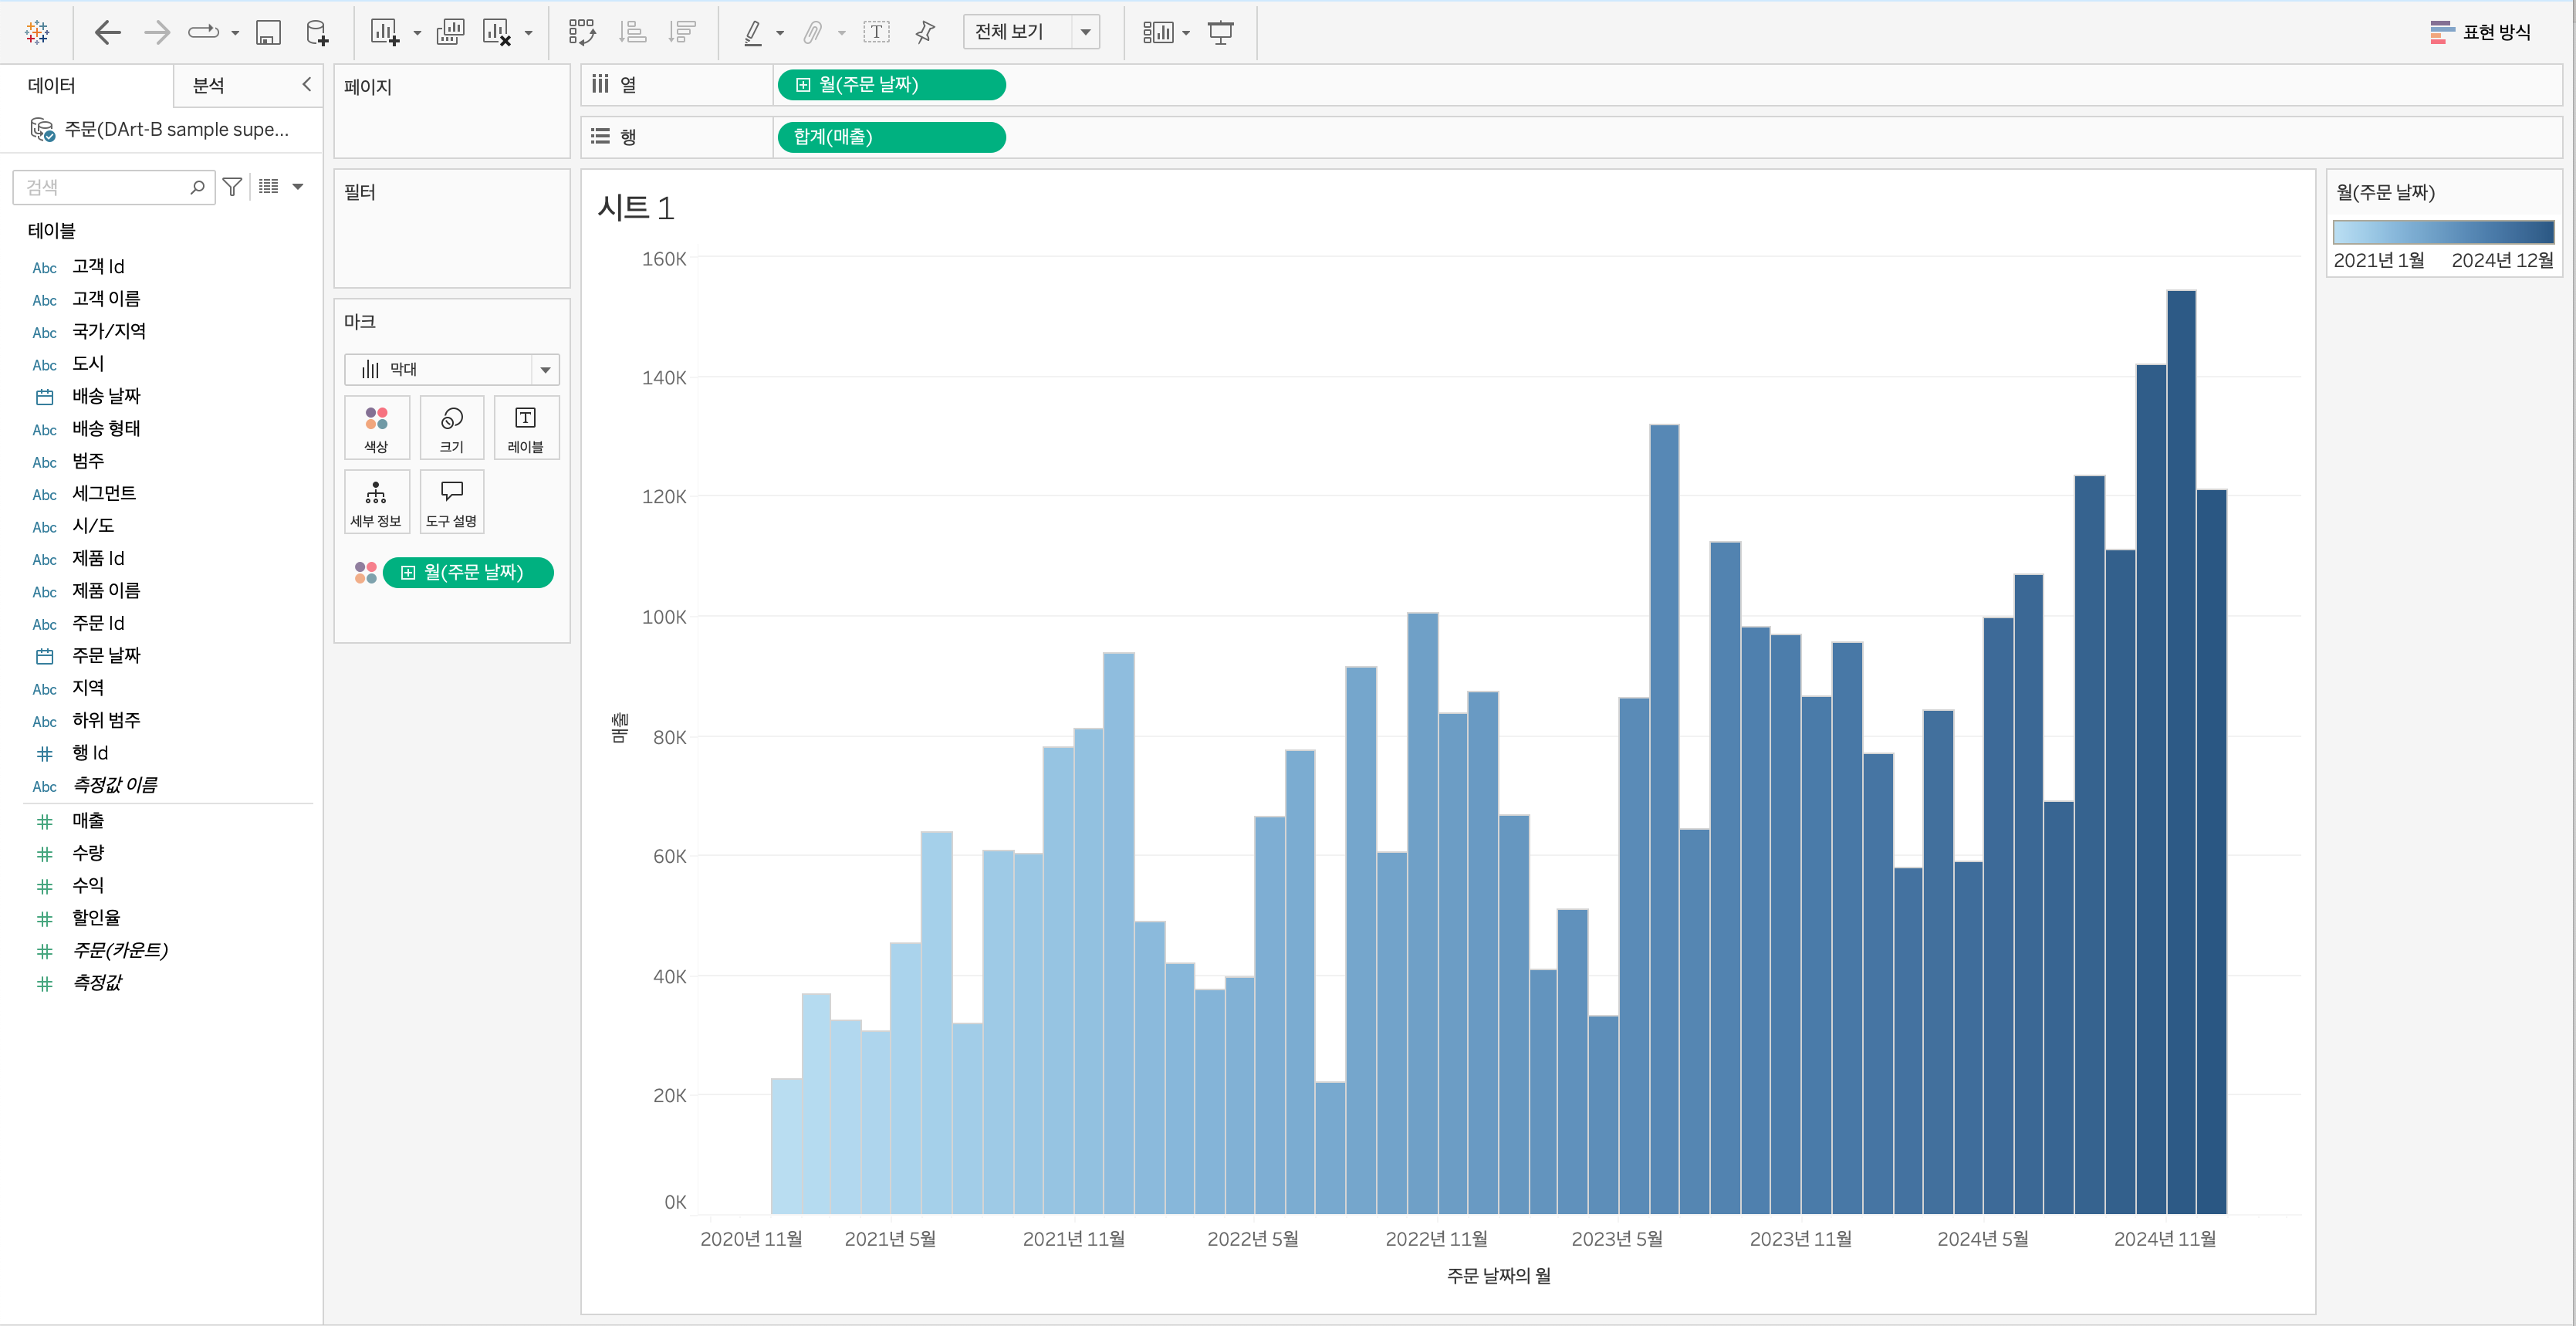 전체 보기
표현 방식
데이터
분석
주문(DArt-B sample supe...
검색
테이블
Abc 고객 Id
Abc 고객 이름
Abc 국가/지역
Abc 도시
배송 날짜
Abc 배송 형태
Abc 범주
Abc 세그먼트
Abc 시/도
Abc 제품 Id
Abc 제품 이름
Abc 주문 Id
주문 날짜
Abc 지역
Abc 하위 범주
행 Id
Abc 측정값 이름
매출
수량
수익
할인율
주문(카운트)
측정값
페이지
필터
마크
막대
색상
크기
T
레이블
세부 정보
도구 설명
월(주문 날짜)
열
월(주문 날짜)
행
합계(매출)
시트 1
160K
140K
120K
100K
80K
60K
40K
20K
0K
매출
2020년 11월
2021년 5월
2021년 11월
2022년 5월
2022년 11월
2023년 5월
2023년 11월
2024년 5월
2024년 11월
주문 날짜의 월
월(주문 날짜)
2021년 1월
2024년 12월